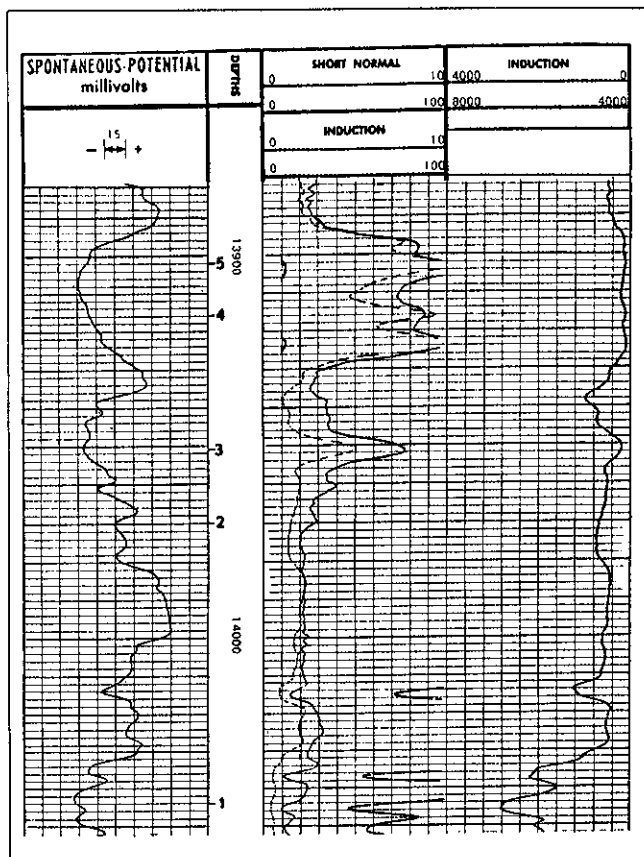 SPONTANEOUS-POTENTIAL
millivolts
DEPTHS
SHORT NORMAL
0 10
0 100
INDUCTION
0 10
0 100
INDUCTION
4000 0
8000 4000
- 15 +
5
13900
4
3
2
14000
1